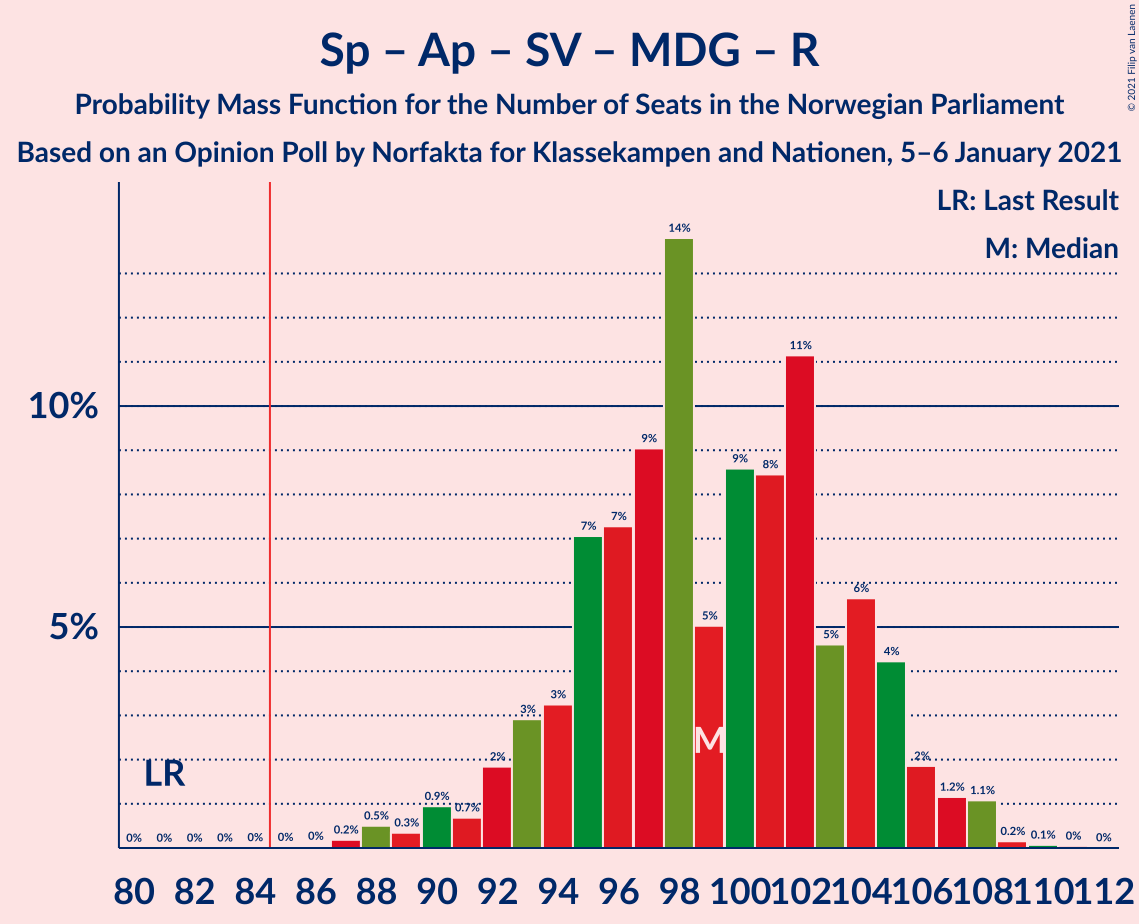 Sp – Ap – SV – MDG – R
Probability Mass Function for the Number of Seats in the Norwegian Parliament
Based on an Opinion Poll by Norfakta for Klassekampen and Nationen, 5–6 January 2021
© 2021 Filip van Laenen
LR: Last Result
M: Median
10%
5%
LR
M
0% 0% 0% 0% 0% 0% 0% 0.2% 0.5% 0.3% 0.9% 0.7% 2% 3% 3% 7% 7% 9% 14% 5% 9% 8% 11% 5% 6% 4% 2% 1.2% 1.1% 0.2% 0.1% 0% 0%
80 82 84 86 88 90 92 94 96 98 100 102 104 106 108 110 112